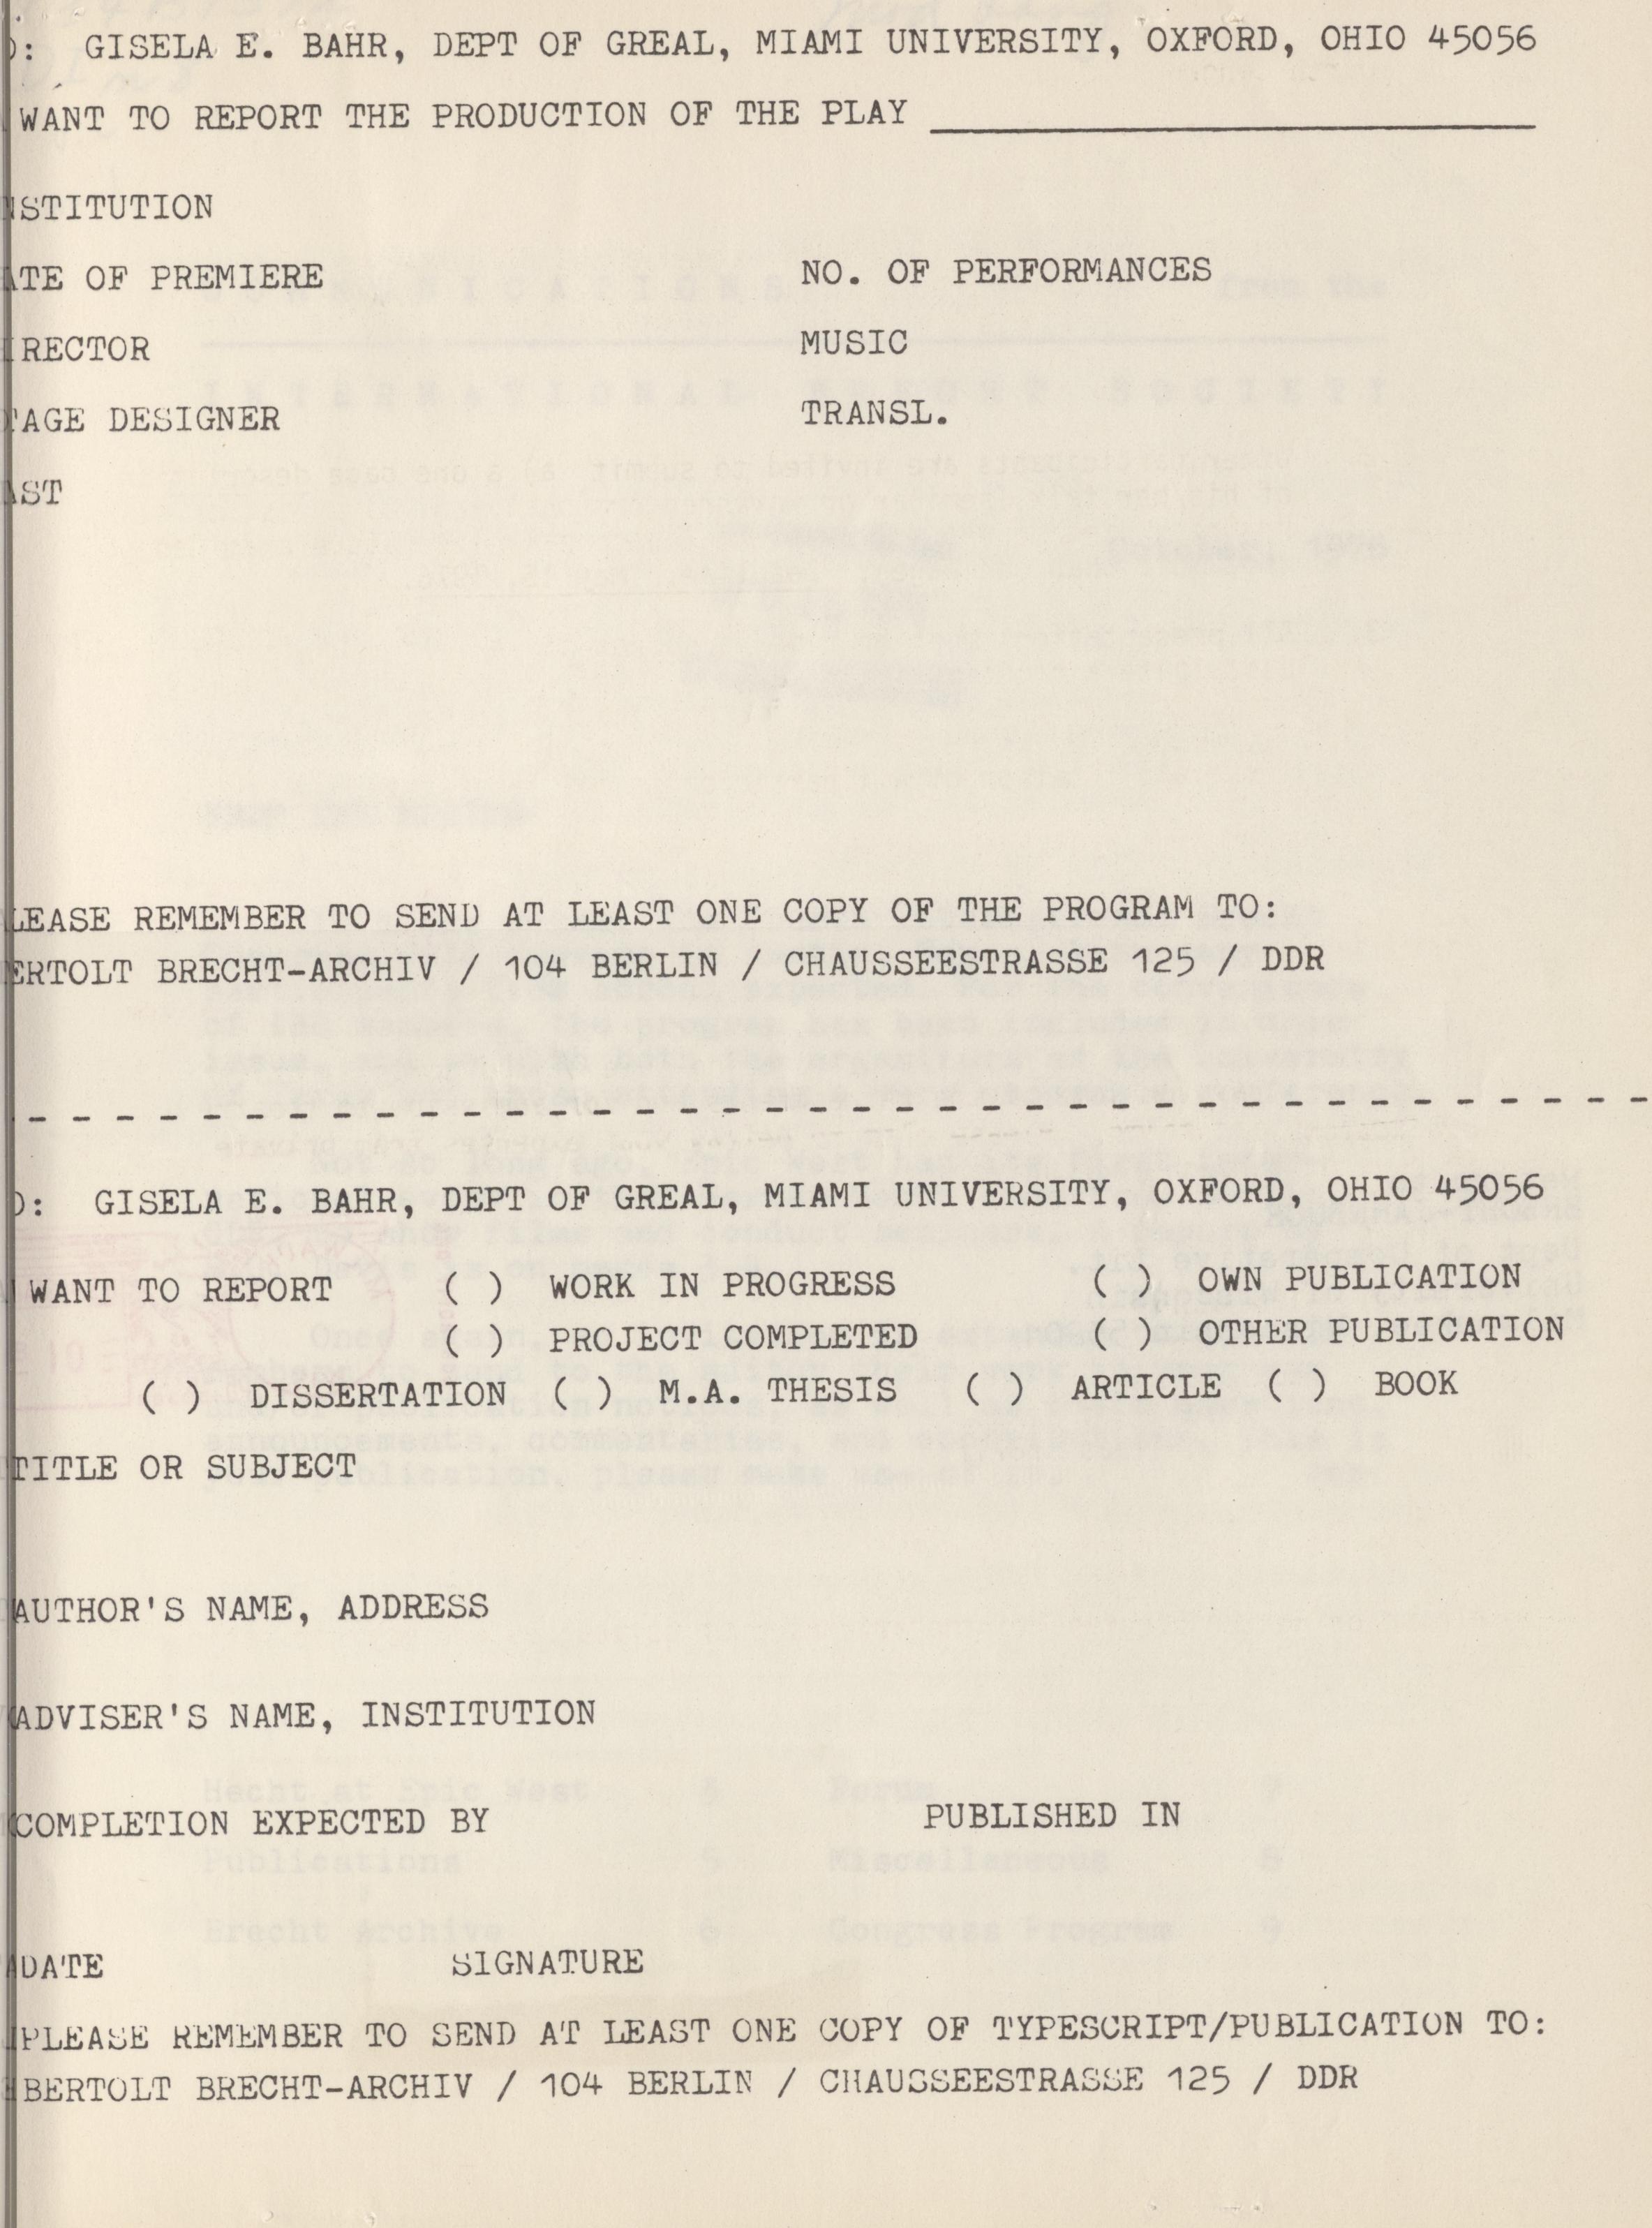 : GISELA E. BAHR, DEPT OF GREAL, MIAMI UNIVERSITY, OXFORD, OHIO 45056
WANT TO REPORT THE PRODUCTION OF THE PLAY
NSTITUTION
ATE OF PREMIERE NO. OF PERFORMANCES
IRECTOR MUSIC
TAGE DESIGNER TRANSL.
AST
LEASE REMEMBER TO SEND AT LEAST ONE COPY OF THE PROGRAM TO:
ERTOLT BRECHT-ARCHIV / 104 BERLIN / CHAUSSEESTRASSE 125 / DDR
- - - - - - - - - - - - - - - - - - - - - - - - - - - - - - - - - - - - - -
: GISELA E. BAHR, DEPT OF GREAL, MIAMI UNIVERSITY, OXFORD, OHIO 45056
WANT TO REPORT ( ) WORK IN PROGRESS ( ) OWN PUBLICATION
( ) PROJECT COMPLETED ( ) OTHER PUBLICATION
( ) DISSERTATION ( ) M.A. THESIS ( ) ARTICLE ( ) BOOK
TITLE OR SUBJECT
AUTHOR'S NAME, ADDRESS
ADVISER'S NAME, INSTITUTION
COMPLETION EXPECTED BY PUBLISHED IN
DATE SIGNATURE
PLEASE REMEMBER TO SEND AT LEAST ONE COPY OF TYPESCRIPT/PUBLICATION TO:
BERTOLT BRECHT-ARCHIV / 104 BERLIN / CHAUSSEESTRASSE 125 / DDR